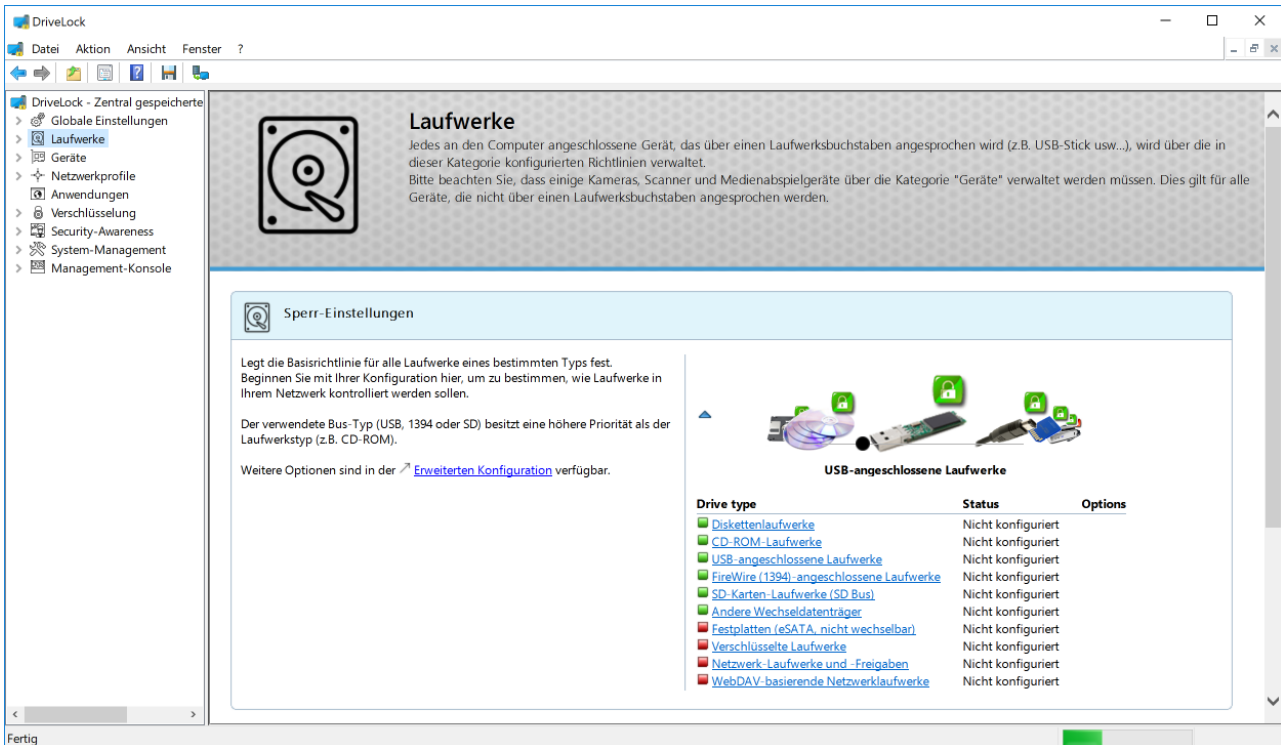 DriveLock
Datei Aktion Ansicht Fenster ?
DriveLock - Zentral gespeicherte
Globale Einstellungen
Laufwerke
Geräte
Netzwerkprofile
Anwendungen
Verschlüsselung
Security-Awareness
System-Management
Management-Konsole
Laufwerke
Jedes an den Computer angeschlossene Gerät, das über einen Laufwerksbuchstaben angesprochen wird (z.B. USB-Stick usw...), wird über die in
dieser Kategorie konfigurierten Richtlinien verwaltet.
Bitte beachten Sie, dass einige Kameras, Scanner und Medienabspielgeräte über die Kategorie "Geräte" verwaltet werden müssen. Dies gilt für alle
Geräte, die nicht über einen Laufwerksbuchstaben angesprochen werden.
Sperr-Einstellungen
Legt die Basisrichtlinie für alle Laufwerke eines bestimmten Typs fest.
Beginnen Sie mit Ihrer Konfiguration hier, um zu bestimmen, wie Laufwerke in
Ihrem Netzwerk kontrolliert werden sollen.
Der verwendete Bus-Typ (USB, 1394 oder SD) besitzt eine höhere Priorität als der
Laufwerkstyp (z.B. CD-ROM).
Weitere Optionen sind in der Erweiterten Konfiguration verfügbar.
USB-angeschlossene Laufwerke
Drive type Status Options
Diskettenlaufwerke Nicht konfiguriert
CD-ROM-Laufwerke Nicht konfiguriert
USB-angeschlossene Laufwerke Nicht konfiguriert
FireWire (1394)-angeschlossene Laufwerke Nicht konfiguriert
SD-Karten-Laufwerke (SD Bus) Nicht konfiguriert
Andere Wechseldatenträger Nicht konfiguriert
Festplatten (eSATA, nicht wechselbar) Nicht konfiguriert
Verschlüsselte Laufwerke Nicht konfiguriert
Netzwerk-Laufwerke und -Freigaben Nicht konfiguriert
WebDAV-basierende Netzwerklaufwerke Nicht konfiguriert
Fertig